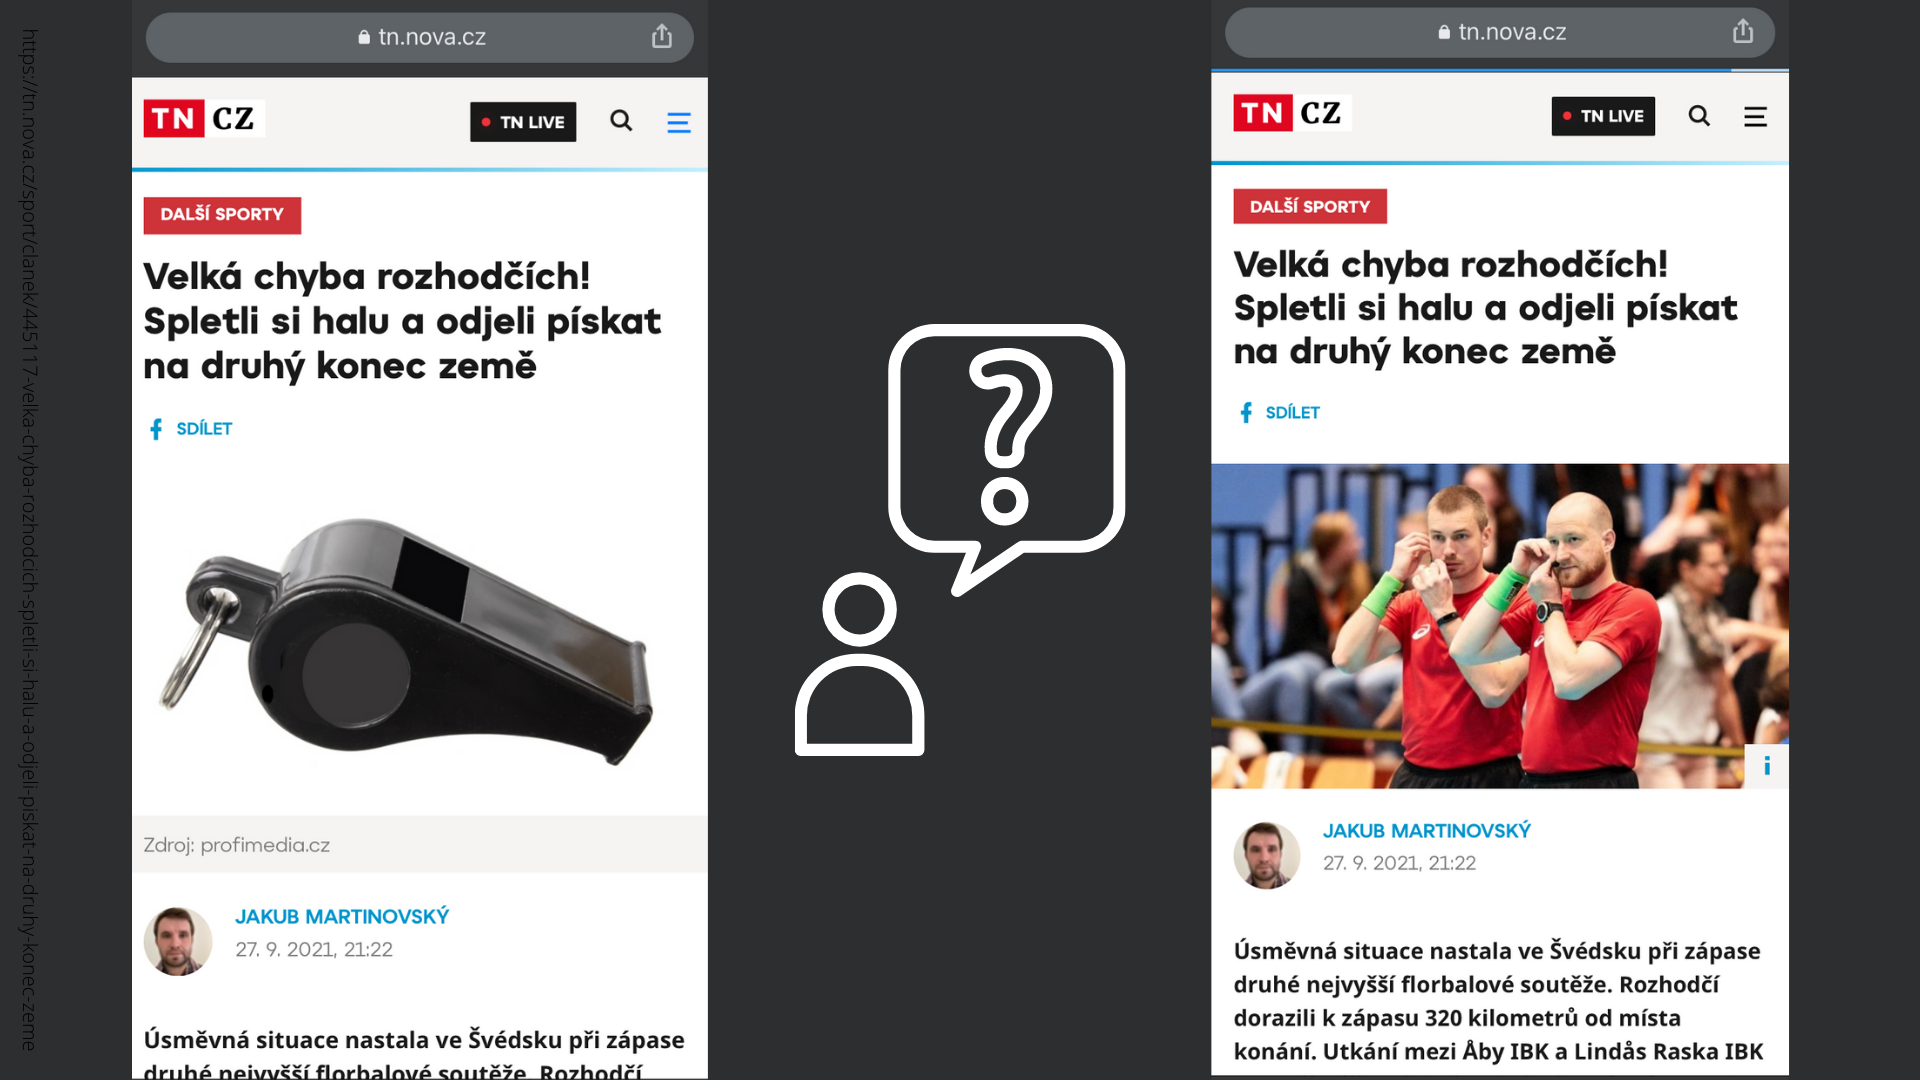 https://tn.nova.cz/sport/clanek/445117-velka-chyba-rozhodcich-spletli-si-halu-a-odjeli-piskat-na-druhy-konec-zeme
tn.nova.cz
TN CZ
TN LIVE
DALŠÍ SPORTY
Velká chyba rozhodčích!
Spletli si halu a odjeli pískat
na druhý konec země
SDÍLET
Zdroj: profimedia.cz
JAKUB MARTINOVSKÝ
27. 9. 2021, 21:22
Úsměvná situace nastala ve Švédsku při zápase
druhé nejvyšší florbalové soutěže. Rozhodčí
?
tn.nova.cz
TN CZ
TN LIVE
DALŠÍ SPORTY
Velká chyba rozhodčích!
Spletli si halu a odjeli pískat
na druhý konec země
SDÍLET
i
JAKUB MARTINOVSKÝ
27. 9. 2021, 21:22
Úsměvná situace nastala ve Švédsku při zápase
druhé nejvyšší florbalové soutěže. Rozhodčí
dorazili k zápasu 320 kilometrů od místa
konání. Utkání mezi Åby IBK a Lindås Raska IBK